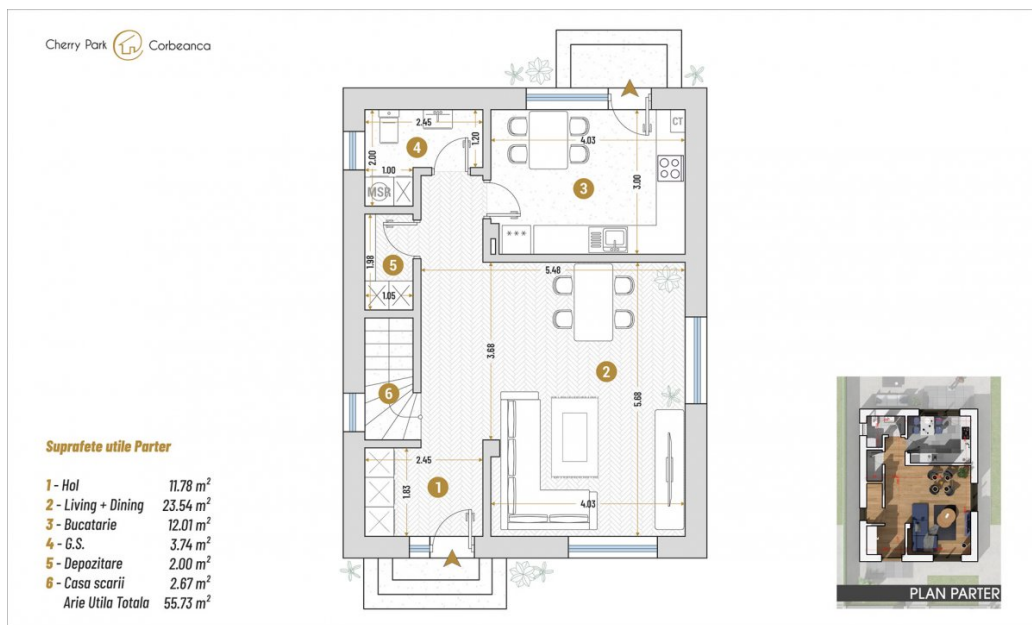 Cherry Park Corbeanca
2.45
1.20
4
2.00
1.00
MSR
4.03
CT
3
3.00
5
1.98
1.05
5.48
3.68
2
5.68
6
2.45
1
1.83
4.03
Suprafete utile Parter
1 - Hol 11.78 m²
2 - Living + Dining 23.54 m²
3 - Bucatarie 12.01 m²
4 - G.S. 3.74 m²
5 - Depozitare 2.00 m²
6 - Casa scarii 2.67 m²
Arie Utila Totala 55.73 m²
PLAN PARTER